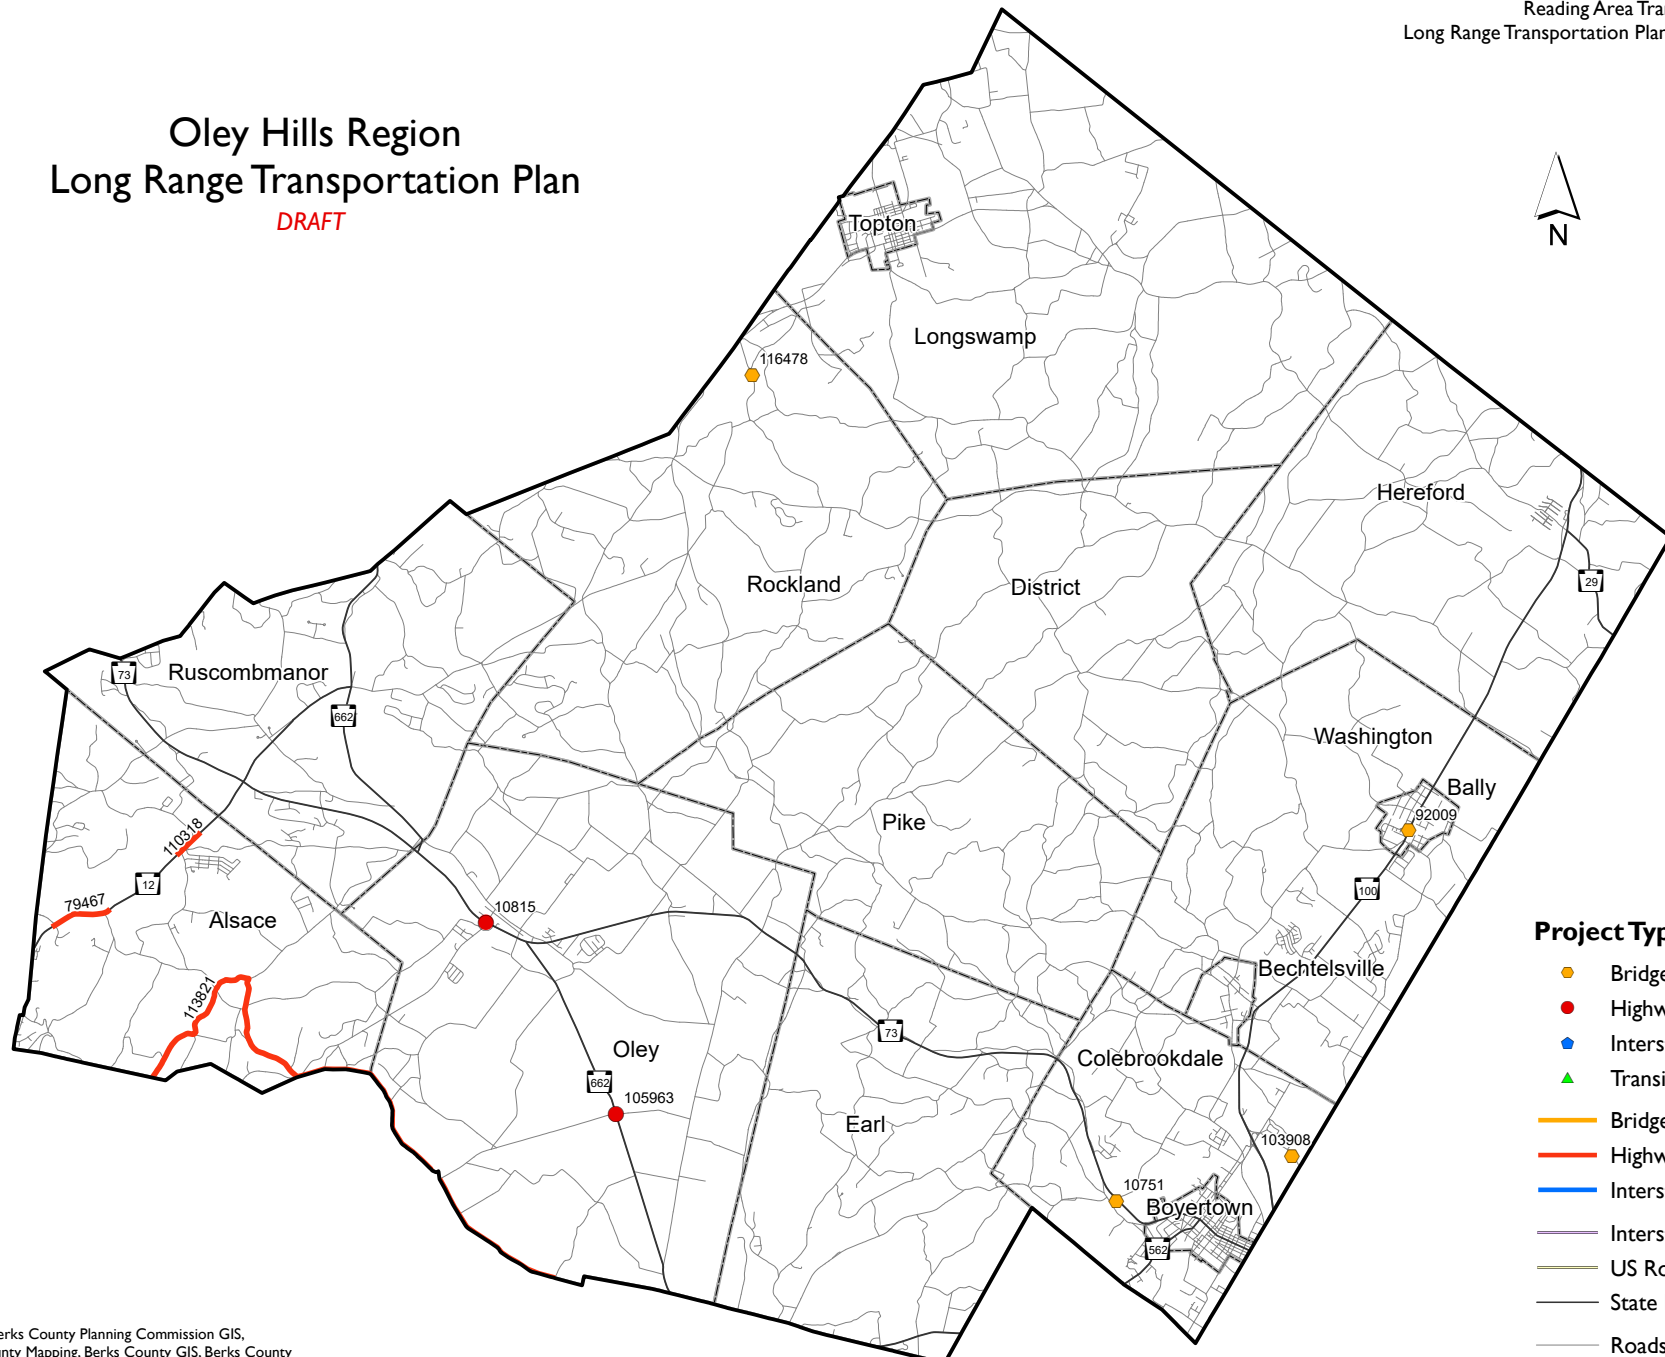 Reading Area Tra
Long Range Transportation Plan
Oley Hills Region
Long Range Transportation Plan
DRAFT
N
Topton
Longswamp
116478
Hereford
29
Rockland
District
Ruscombmanor
73
662
Washington
Bally
92009
Pike
100
110318
12
79467
Alsace
10815
113821
Bechtelsville
73
Oley
Colebrookdale
662
105963
Earl
103908
10751
Boyertown
562
Project Typ
Bridge
Highw
Inters
Transi
Bridge
Highw
Inters
Inters
US Ro
State
Roads
erks County Planning Commission GIS,
unty Mapping, Berks County GIS, Berks County